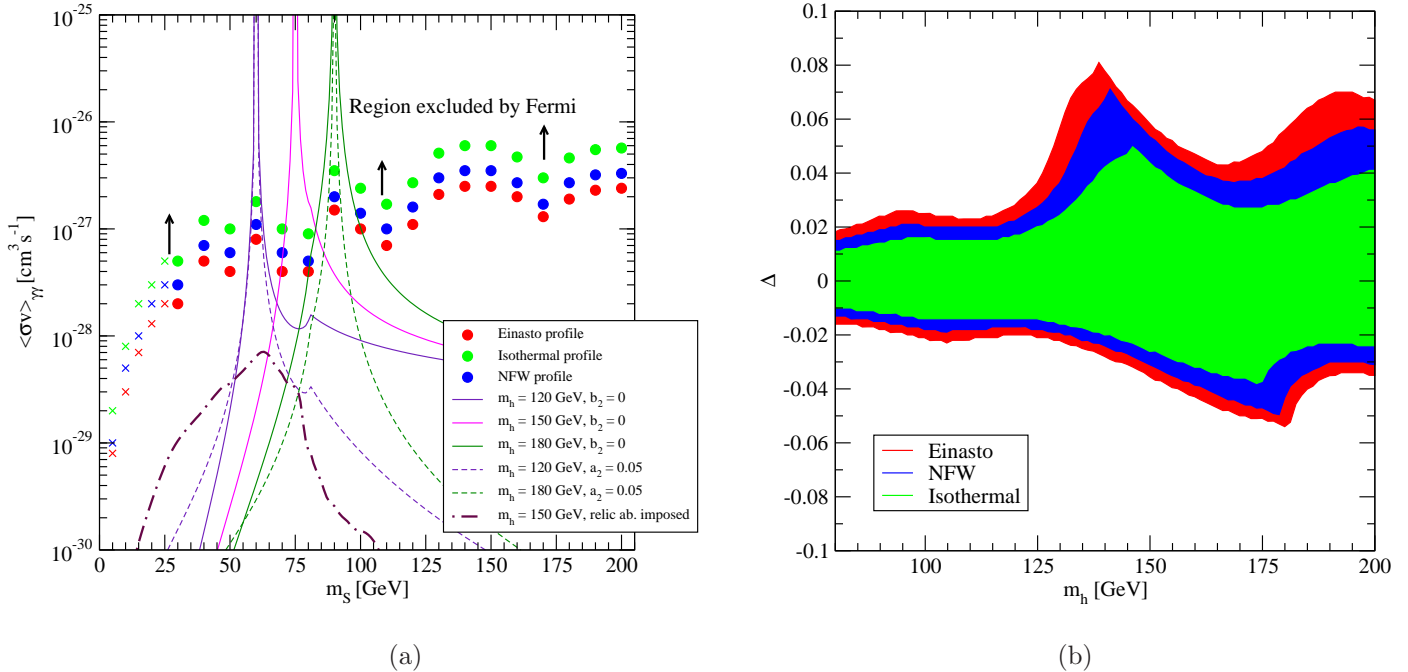 10^-25
10^-26
10^-27
10^-28
10^-29
10^-30
<σv>_γγ [cm^3 s^-1]
Region excluded by Fermi
Einasto profile
Isothermal profile
NFW profile
m_h = 120 GeV, b_2 = 0
m_h = 150 GeV, b_2 = 0
m_h = 180 GeV, b_2 = 0
m_h = 120 GeV, a_2 = 0.05
m_h = 180 GeV, a_2 = 0.05
m_h = 150 GeV, relic ab. imposed
0 25 50 75 100 125 150 175 200
m_S [GeV]
(a)
0.1
0.08
0.06
0.04
0.02
0
-0.02
-0.04
-0.06
-0.08
-0.1
Δ
Einasto
NFW
Isothermal
100 125 150 175 200
m_h [GeV]
(b)